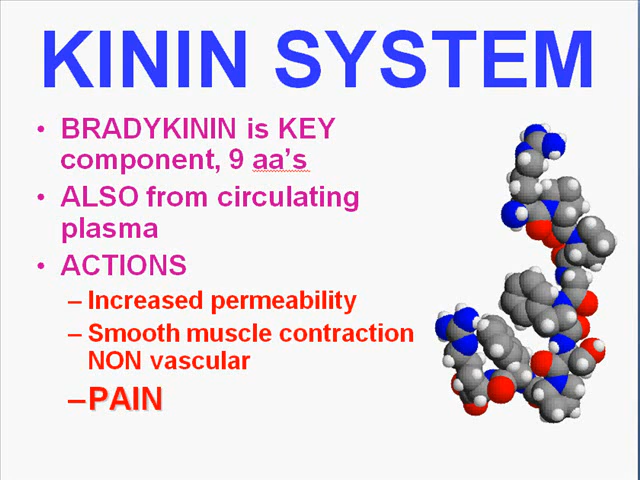 KININ SYSTEM
• BRADYKININ is KEY
component, 9 aa's
• ALSO from circulating
plasma
• ACTIONS
– Increased permeability
– Smooth muscle contraction
NON vascular
–PAIN